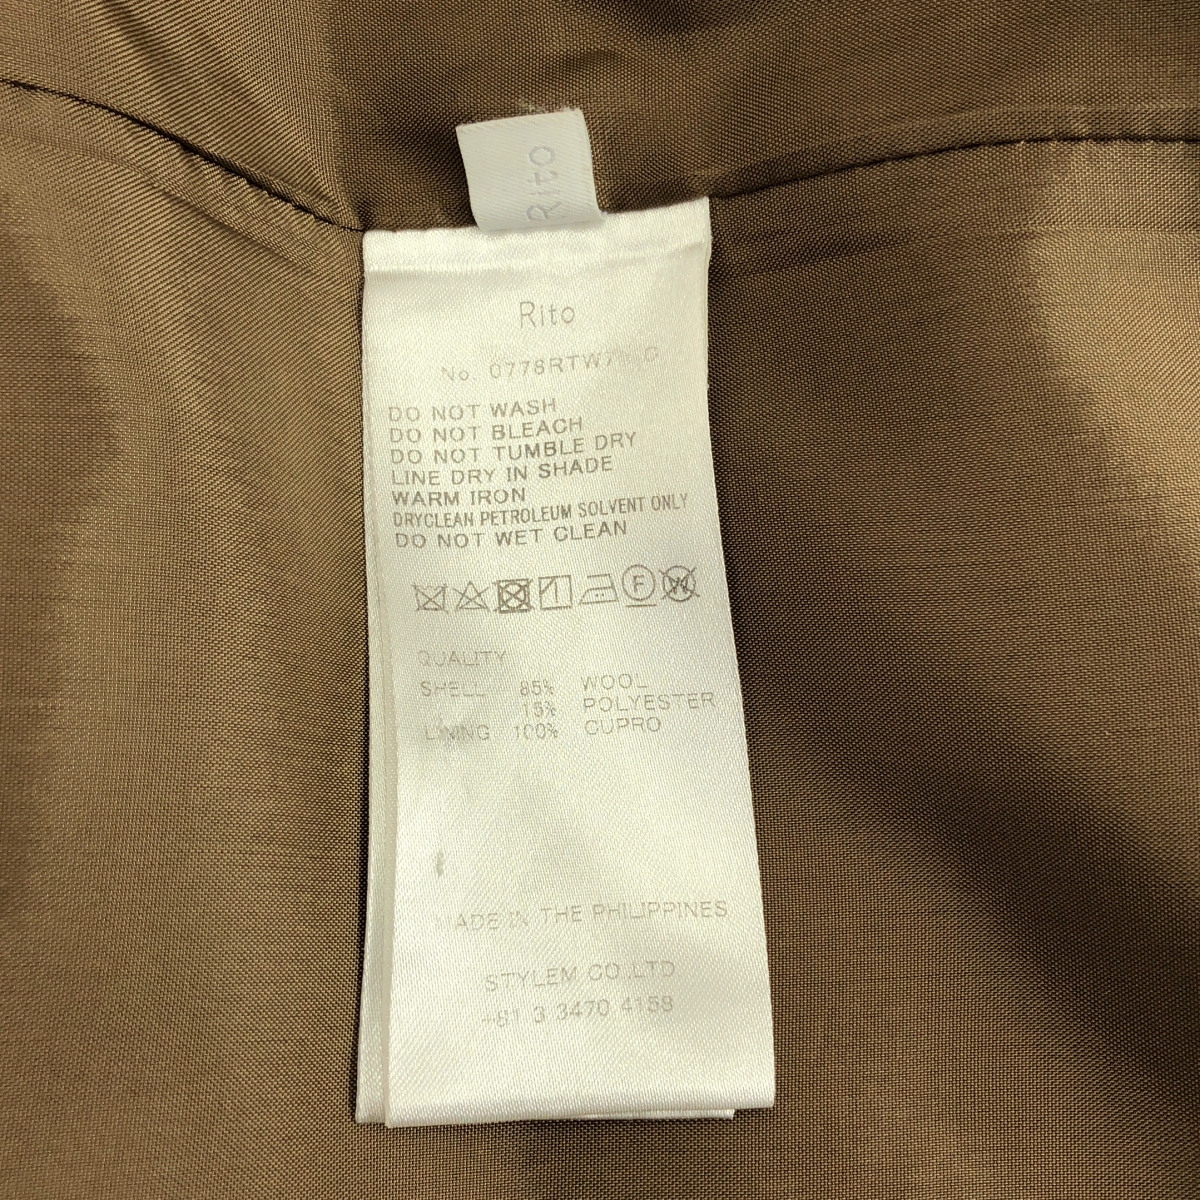 Rito
Rito
No.
DO NOT WASH
DO NOT BLEACH
DO NOT TUMBLE DRY
LINE DRY IN SHADE
WARM IRON
DRYCLEAN PETROLEUM SOLVENT ONLY
DO NOT WET CLEAN
F W
QUALITY
SHELL 85% WOOL
15% POLYESTER
LINING 100% CUPRO
MADE IN THE PHILIPPINES
STYLEM CO.,LTD
+81 3 3470 4158